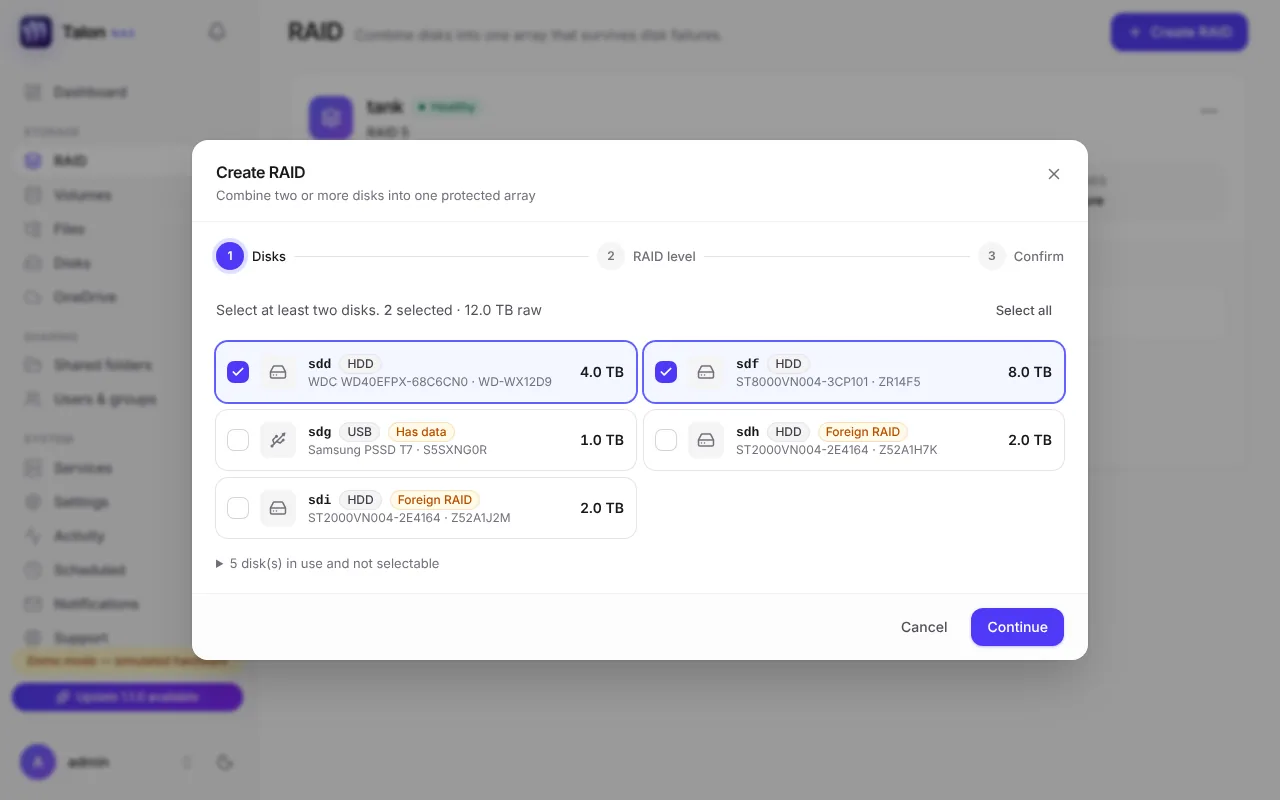 Talon NAS
RAID Combine disks into one array that survives disk failures.
+ Create RAID
Dashboard
STORAGE
RAID
Volumes
Files
Disks
OneDrive
SHARING
Shared folders
Users & groups
SYSTEM
Services
Settings
Activity
Scheduled
Notifications
Support
Demo mode — simulated hardware
Update 1.1.0 available
A admin
tank Healthy
RAID 5
Create RAID
Combine two or more disks into one protected array
1 Disks 2 RAID level 3 Confirm
Select at least two disks. 2 selected · 12.0 TB raw Select all
sdd HDD
WDC WD40EFPX-68C6CN0 · WD-WX12D9 4.0 TB
sdf HDD
ST8000VN004-3CP101 · ZR14F5 8.0 TB
sdg USB Has data
Samsung PSSD T7 · S5SXNG0R 1.0 TB
sdh HDD Foreign RAID
ST2000VN004-2E4164 · Z52A1H7K 2.0 TB
sdi HDD Foreign RAID
ST2000VN004-2E4164 · Z52A1J2M 2.0 TB
5 disk(s) in use and not selectable
Cancel Continue